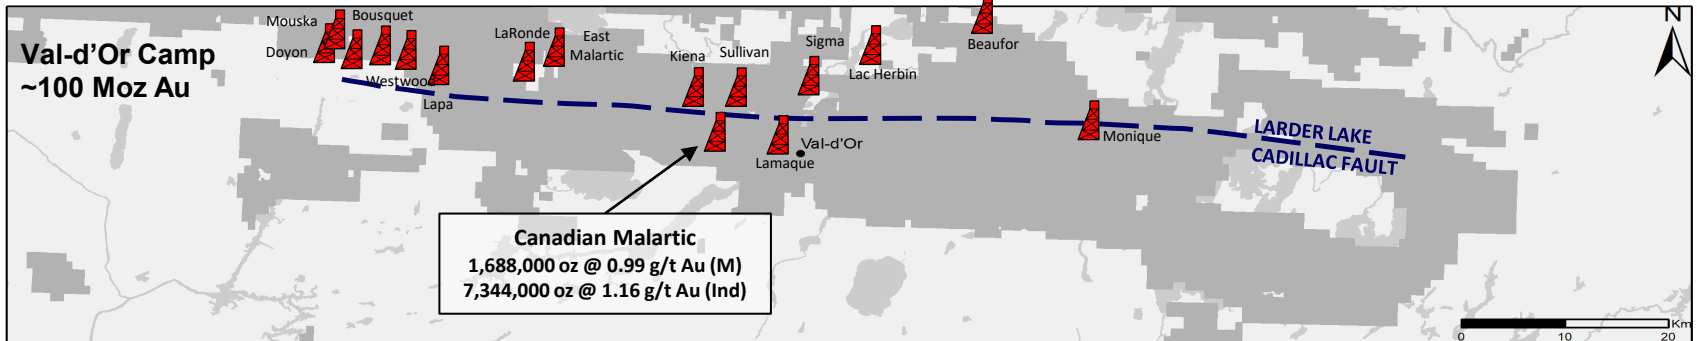 Val-d'Or Camp
~100 Moz Au
Mouska
Bousquet
Doyon
Westwood
Lapa
LaRonde
East
Malartic
Kiena
Sullivan
Sigma
Lac Herbin
Beaufor
N
Lamaque
Val-d'Or
Monique
LARDER LAKE
CADILLAC FAULT
Canadian Malartic
1,688,000 oz @ 0.99 g/t Au (M)
7,344,000 oz @ 1.16 g/t Au (Ind)
Km
0 10 20